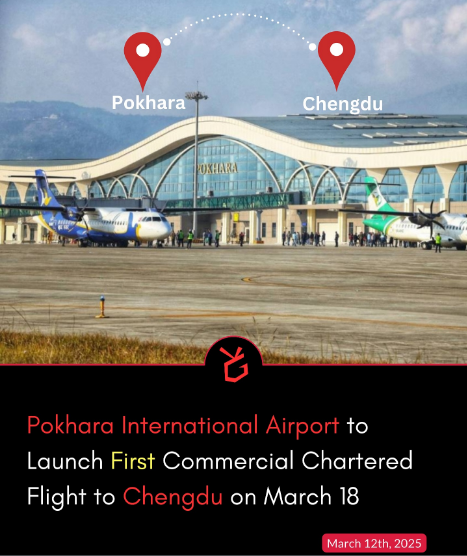 Pokhara
Chengdu
POKHARA
Pokhara International Airport to
Launch First Commercial Chartered
Flight to Chengdu on March 18
March 12th, 2025